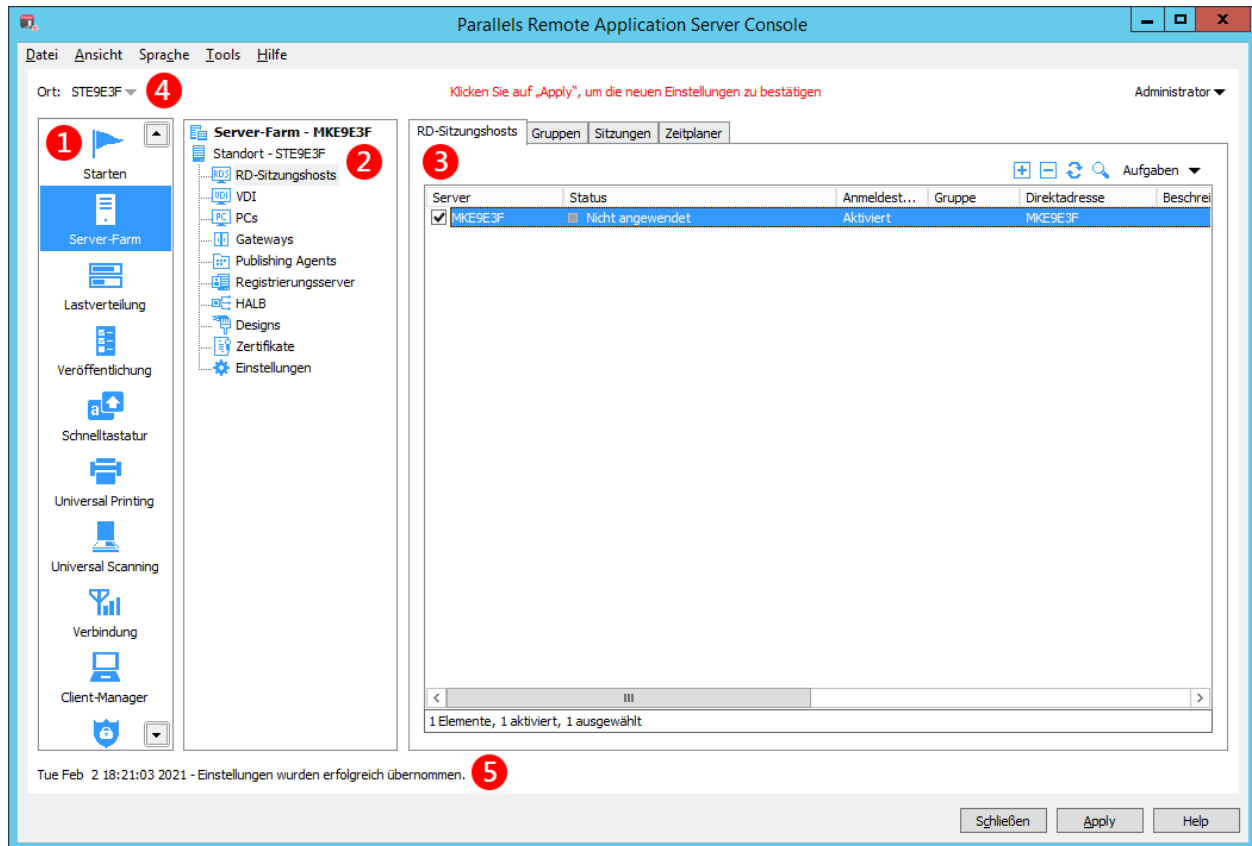 Parallels Remote Application Server Console
Datei Ansicht Sprache Tools Hilfe
Ort: STE9E3F 4 Klicken Sie auf „Apply“, um die neuen Einstellungen zu bestätigen Administrator
1
Starten
Server-Farm
Lastverteilung
Veröffentlichung
a
Schnelltastatur
Universal Printing
Universal Scanning
Verbindung
Client-Manager
Server-Farm - MKE9E3F
Standort - STE9E3F
2
RDS RD-Sitzungshosts
VDI VDI
PC PCs
Gateways
Publishing Agents
Registrierungsserver
HALB
Designs
Zertifikate
Einstellungen
RD-Sitzungshosts Gruppen Sitzungen Zeitplaner
3
Aufgaben
Server Status Anmeldest... Gruppe Direktadresse Beschrei
MKE9E3F Nicht angewendet Aktiviert MKE9E3F
1 Elemente, 1 aktiviert, 1 ausgewählt
Tue Feb 2 18:21:03 2021 - Einstellungen wurden erfolgreich übernommen. 5
Schließen Apply Help